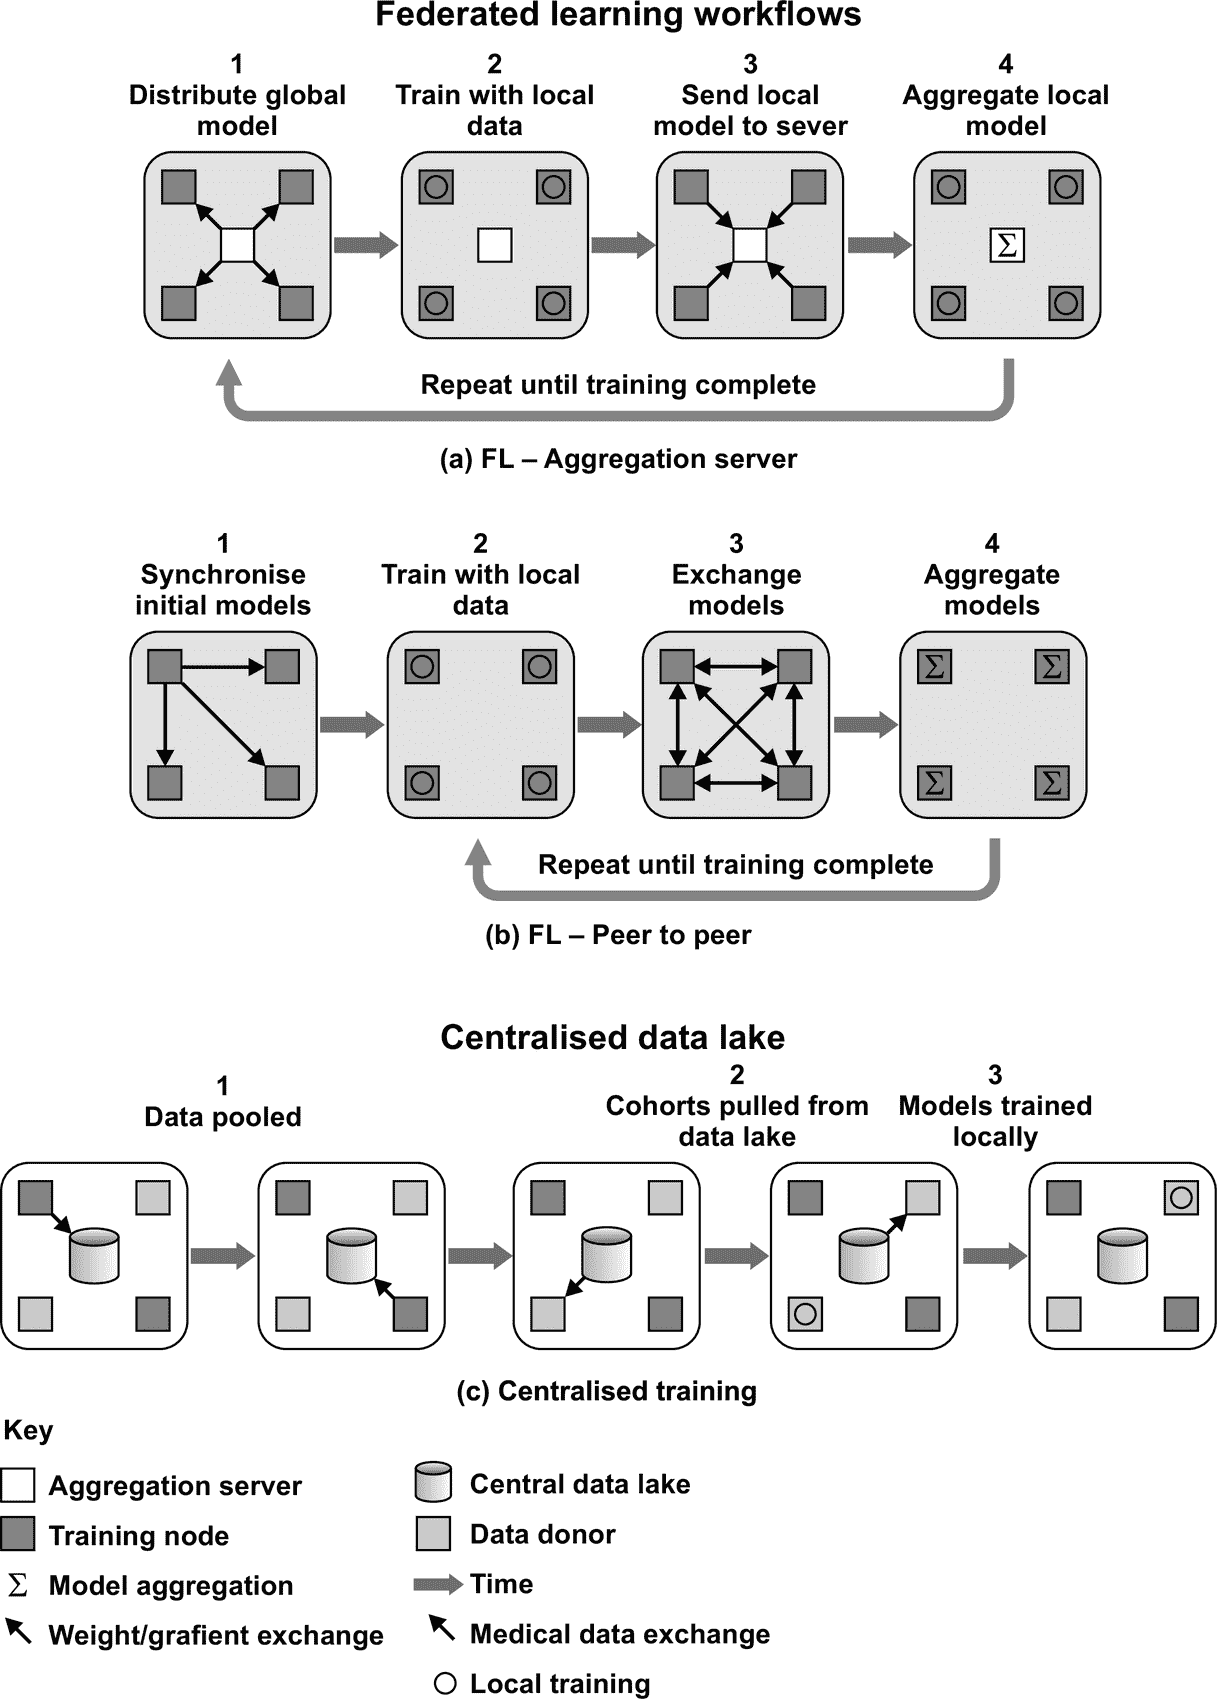 Federated learning workflows
1
Distribute global
model
2
Train with local
data
3
Send local
model to sever
4
Aggregate local
model
Σ
Repeat until training complete
(a) FL – Aggregation server
1
Synchronise
initial models
2
Train with local
data
3
Exchange
models
4
Aggregate
models
Σ Σ
Σ Σ
Repeat until training complete
(b) FL – Peer to peer
Centralised data lake
1
Data pooled
2
Cohorts pulled from
data lake
3
Models trained
locally
(c) Centralised training
Key
Aggregation server
Training node
Σ Model aggregation
Weight/grafient exchange
Central data lake
Data donor
Time
Medical data exchange
Local training